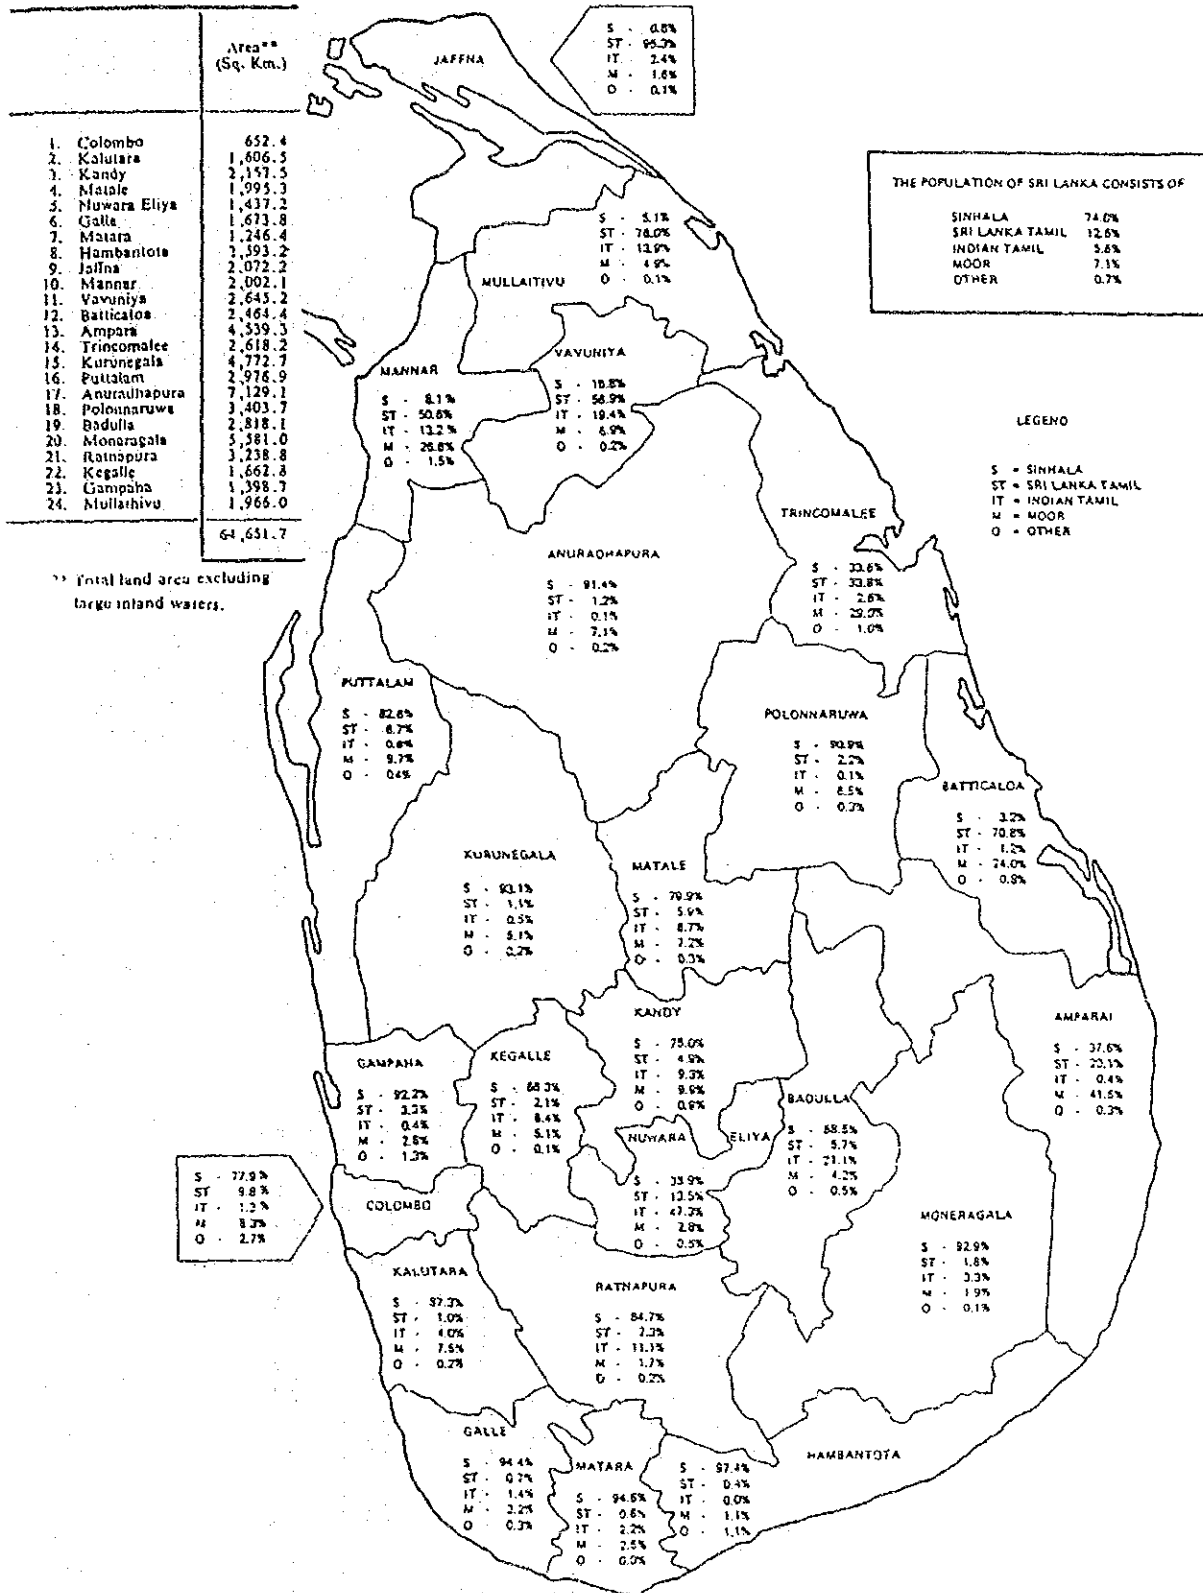 Area**
(Sq. Km.)
1. Colombo 652.4
2. Kalutara 1,606.5
3. Kandy 2,157.5
4. Matale 1,995.3
5. Nuwara Eliya 1,437.2
6. Galle 1,673.8
7. Matara 1,246.4
8. Hambantota 2,593.2
9. Jaffna 2,072.2
10. Mannar 2,002.1
11. Vavuniya 2,645.2
12. Batticaloa 2,464.4
13. Ampara 4,539.3
14. Trincomalee 2,618.2
15. Kurunegala 4,772.7
16. Puttalam 2,976.9
17. Anuradhapura 7,129.1
18. Polonnaruwa 3,403.7
19. Badulla 2,818.1
20. Moneragala 5,581.0
21. Ratnapura 3,238.8
22. Kegalle 1,662.8
23. Gampaha 1,398.7
24. Mullathivu 1,966.0
64,651.7
** Total land area excluding
large inland waters.
JAFFNA
S - 0.6%
ST - 95.3%
IT - 2.4%
M - 1.6%
O - 0.1%
THE POPULATION OF SRI LANKA CONSISTS OF
SINHALA 74.0%
SRI LANKA TAMIL 12.6%
INDIAN TAMIL 5.6%
MOOR 7.1%
OTHER 0.7%
LEGEND
S = SINHALA
ST = SRI LANKA TAMIL
IT = INDIAN TAMIL
M = MOOR
O = OTHER
MULLAITIVU
S - 5.1%
ST - 76.0%
IT - 13.9%
M - 4.9%
O - 0.1%
VAVUNIYA
S - 16.6%
ST - 56.9%
IT - 19.4%
M - 6.9%
O - 0.2%
MANNAR
S - 8.1%
ST - 50.6%
IT - 13.2%
M - 26.6%
O - 1.5%
TRINCOMALEE
S - 33.6%
ST - 33.8%
IT - 2.6%
M - 29.0%
O - 1.0%
ANURADHAPURA
S - 91.4%
ST - 1.2%
IT - 0.1%
M - 7.1%
O - 0.2%
PUTTALAM
S - 82.6%
ST - 6.7%
IT - 0.6%
M - 9.7%
O - 0.4%
POLONNARUWA
S - 90.9%
ST - 2.2%
IT - 0.1%
M - 6.5%
O - 0.3%
BATTICALOA
S - 3.2%
ST - 70.8%
IT - 1.2%
M - 24.0%
O - 0.8%
KURUNEGALA
S - 93.1%
ST - 1.1%
IT - 0.5%
M - 5.1%
O - 0.2%
MATALE
S - 79.9%
ST - 5.9%
IT - 6.7%
M - 7.2%
O - 0.3%
KANDY
S - 75.0%
ST - 4.9%
IT - 9.3%
M - 9.9%
O - 0.9%
AMPARAI
S - 37.6%
ST - 20.1%
IT - 0.4%
M - 41.6%
O - 0.3%
GAMPAHA
S - 92.2%
ST - 3.3%
IT - 0.4%
M - 2.8%
O - 1.3%
KEGALLE
S - 86.3%
ST - 2.1%
IT - 6.4%
M - 5.1%
O - 0.1%
BADULLA
S - 68.5%
ST - 5.7%
IT - 21.1%
M - 4.2%
O - 0.5%
NUWARA ELIYA
S - 35.9%
ST - 13.5%
IT - 47.3%
M - 2.8%
O - 0.5%
COLOMBO
S - 77.9%
ST 9.8%
IT - 1.3%
M - 8.3%
O - 2.7%
MONERAGALA
S - 92.9%
ST - 1.8%
IT - 3.3%
M - 1.9%
O - 0.1%
KALUTARA
S - 87.3%
ST - 1.0%
IT - 4.0%
M - 7.5%
O - 0.2%
RATNAPURA
S - 84.7%
ST - 2.3%
IT - 11.1%
M - 1.7%
O - 0.2%
GALLE
S - 94.4%
ST - 0.7%
IT - 1.4%
M - 3.2%
O - 0.3%
MATARA
S - 94.6%
ST - 0.6%
IT - 2.2%
M - 2.5%
O - 0.0%
HAMBANTOTA
S - 97.4%
ST - 0.4%
IT - 0.0%
M - 1.1%
O - 1.1%